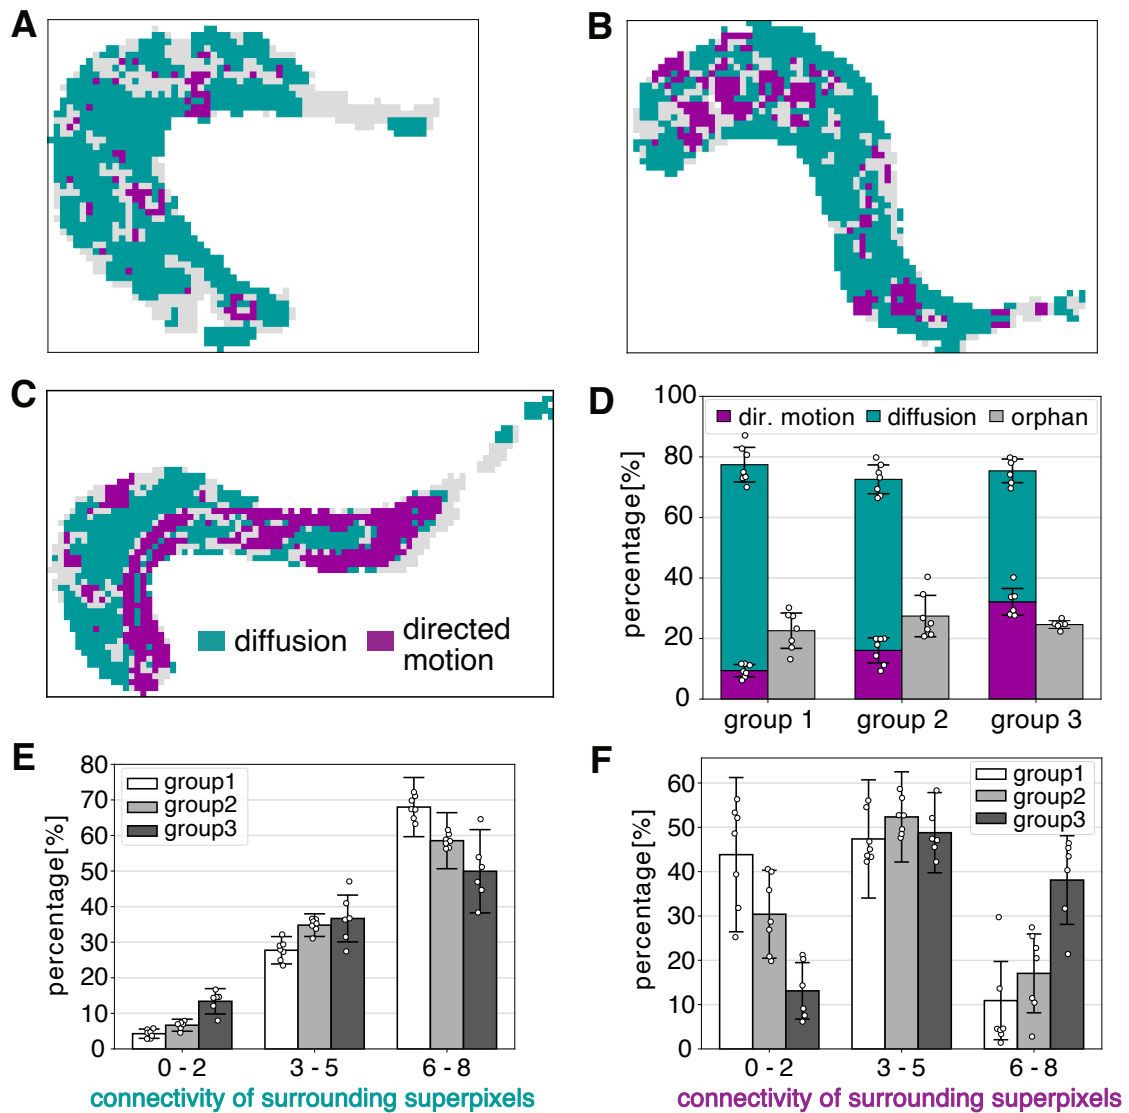 A
B
C
diffusion
directed
motion
D
100
80
60
40
20
0
percentage[%]
dir. motion
diffusion
orphan
group 1
group 2
group 3
E
80
70
60
50
40
30
20
10
0
percentage[%]
group1
group2
group3
0 - 2
3 - 5
6 - 8
connectivity of surrounding superpixels
F
60
50
40
30
20
10
0
percentage[%]
group1
group2
group3
0 - 2
3 - 5
6 - 8
connectivity of surrounding superpixels